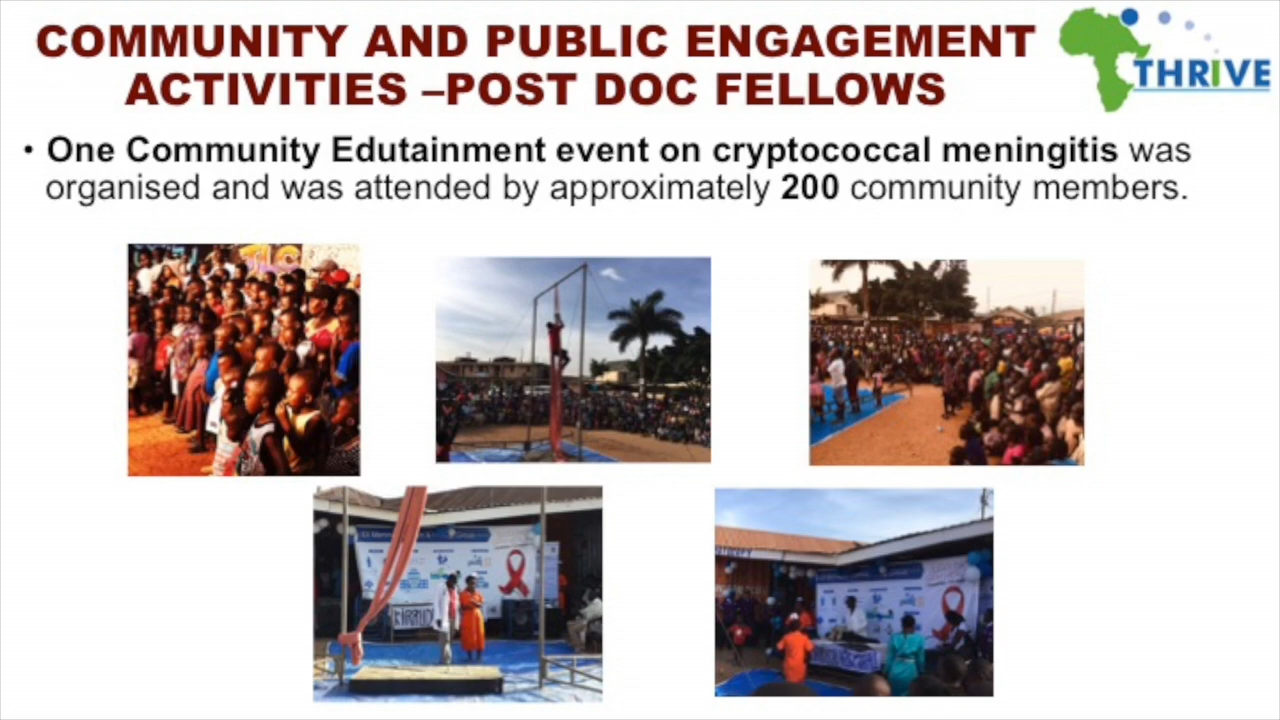 COMMUNITY AND PUBLIC ENGAGEMENT
ACTIVITIES –POST DOC FELLOWS
THRIVE
• One Community Edutainment event on cryptococcal meningitis was
organised and was attended by approximately 200 community members.
TLC